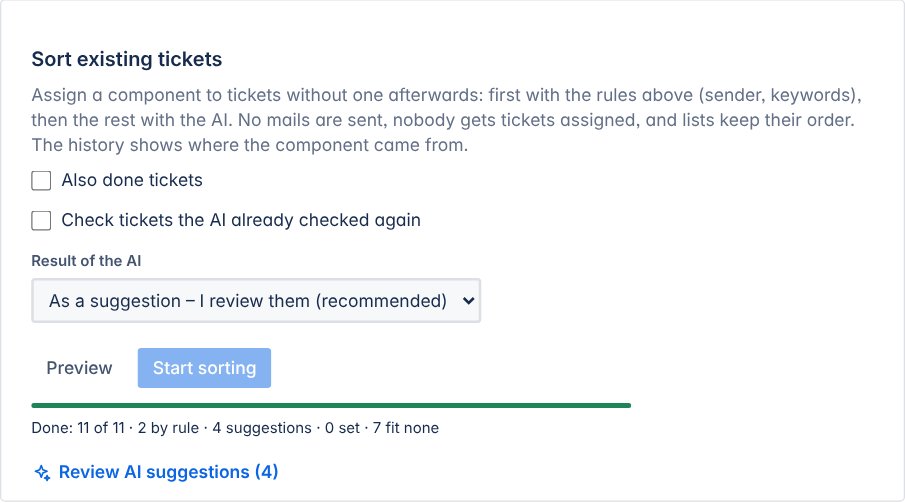 Sort existing tickets
Assign a component to tickets without one afterwards: first with the rules above (sender, keywords),
then the rest with the AI. No mails are sent, nobody gets tickets assigned, and lists keep their order.
The history shows where the component came from.
Also done tickets
Check tickets the AI already checked again
Result of the AI
As a suggestion – I review them (recommended)
Preview
Start sorting
Done: 11 of 11 · 2 by rule · 4 suggestions · 0 set · 7 fit none
Review AI suggestions (4)